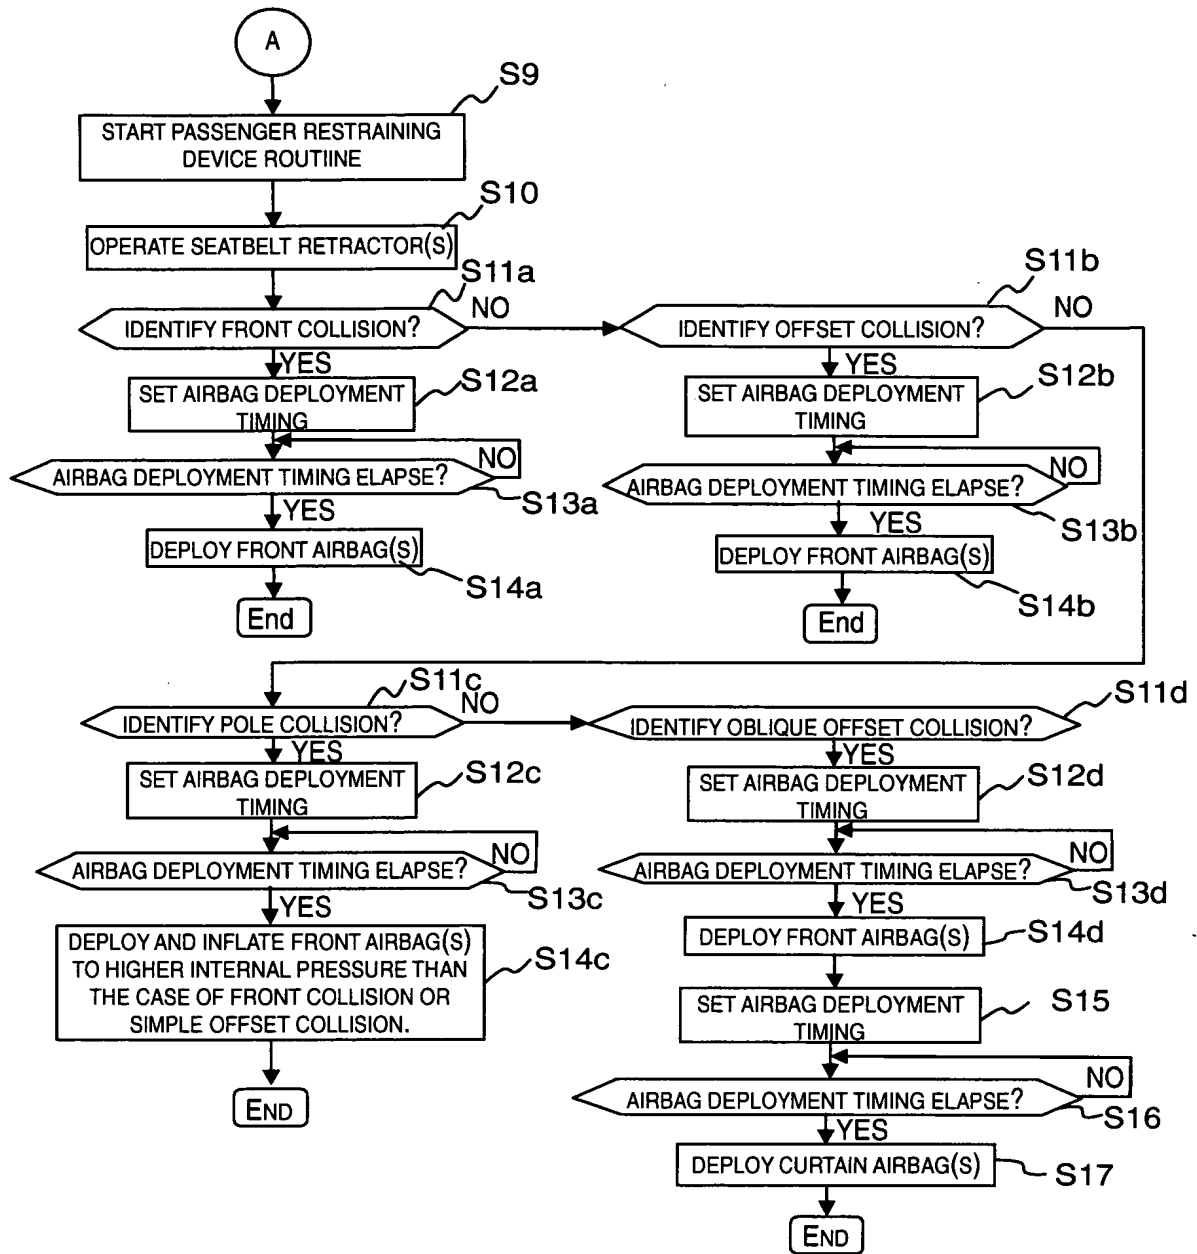 A
S9
START PASSENGER RESTRAINING
DEVICE ROUTIINE
S10
OPERATE SEATBELT RETRACTOR(S)
S11a
IDENTIFY FRONT COLLISION?
NO
S11b
IDENTIFY OFFSET COLLISION?
NO
YES
SET AIRBAG DEPLOYMENT
TIMING
S12a
AIRBAG DEPLOYMENT TIMING ELAPSE?
NO
S13a
YES
DEPLOY FRONT AIRBAG(S)
S14a
End
YES
SET AIRBAG DEPLOYMENT
TIMING
S12b
AIRBAG DEPLOYMENT TIMING ELAPSE?
NO
S13b
YES
DEPLOY FRONT AIRBAG(S)
S14b
End
S11c
IDENTIFY POLE COLLISION?
NO
S11d
IDENTIFY OBLIQUE OFFSET COLLISION?
YES
SET AIRBAG DEPLOYMENT
TIMING
S12c
AIRBAG DEPLOYMENT TIMING ELAPSE?
NO
S13c
YES
DEPLOY AND INFLATE FRONT AIRBAG(S)
TO HIGHER INTERNAL PRESSURE THAN
THE CASE OF FRONT COLLISION OR
SIMPLE OFFSET COLLISION.
S14c
END
YES
SET AIRBAG DEPLOYMENT
TIMING
S12d
AIRBAG DEPLOYMENT TIMING ELAPSE?
NO
S13d
YES
DEPLOY FRONT AIRBAG(S)
S14d
SET AIRBAG DEPLOYMENT
TIMING
S15
AIRBAG DEPLOYMENT TIMING ELAPSE?
NO
S16
YES
DEPLOY CURTAIN AIRBAG(S)
S17
END